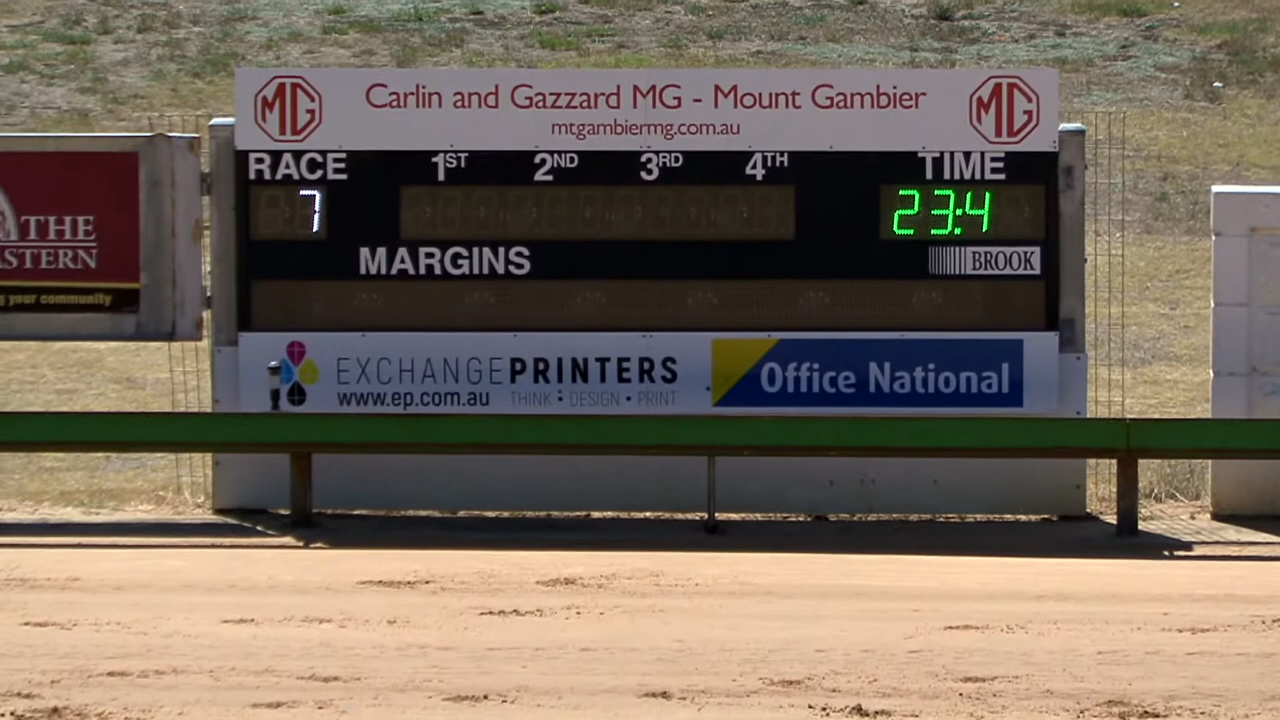 MG Carlin and Gazzard MG - Mount Gambier MG
mtgambiermg.com.au
RACE 1ST 2ND 3RD 4TH TIME
7 23:4
MARGINS BROOK
THE
ASTERN
your community
EXCHANGEPRINTERS
www.ep.com.au THINK : DESIGN • PRINT
Office National